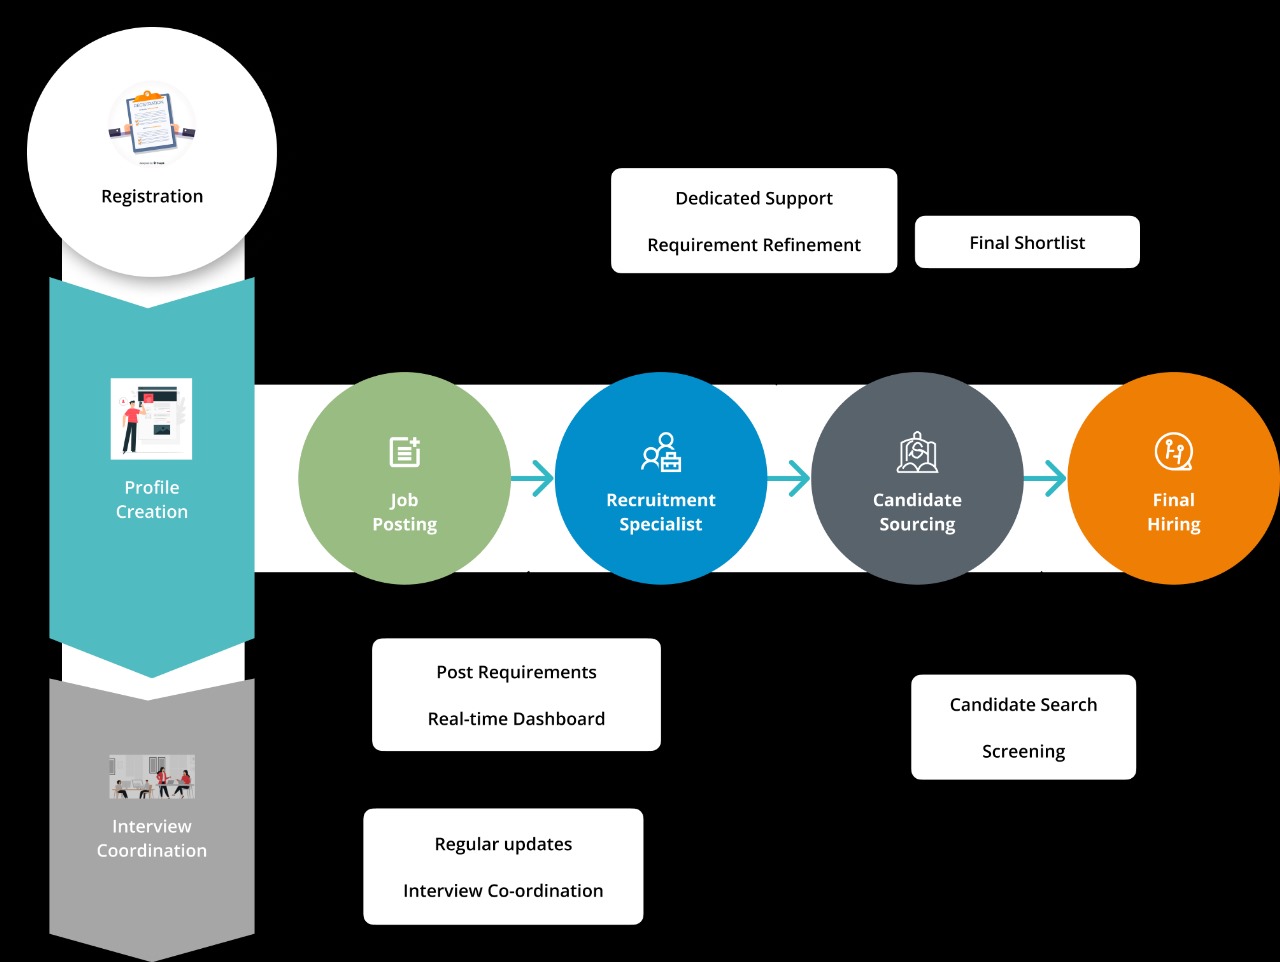 Registration
Dedicated Support
Requirement Refinement
Final Shortlist
Profile
Creation
Job
Posting
Recruitment
Specialist
Candidate
Sourcing
Final
Hiring
Post Requirements
Real-time Dashboard
Candidate Search
Screening
Interview
Coordination
Regular updates
Interview Co-ordination